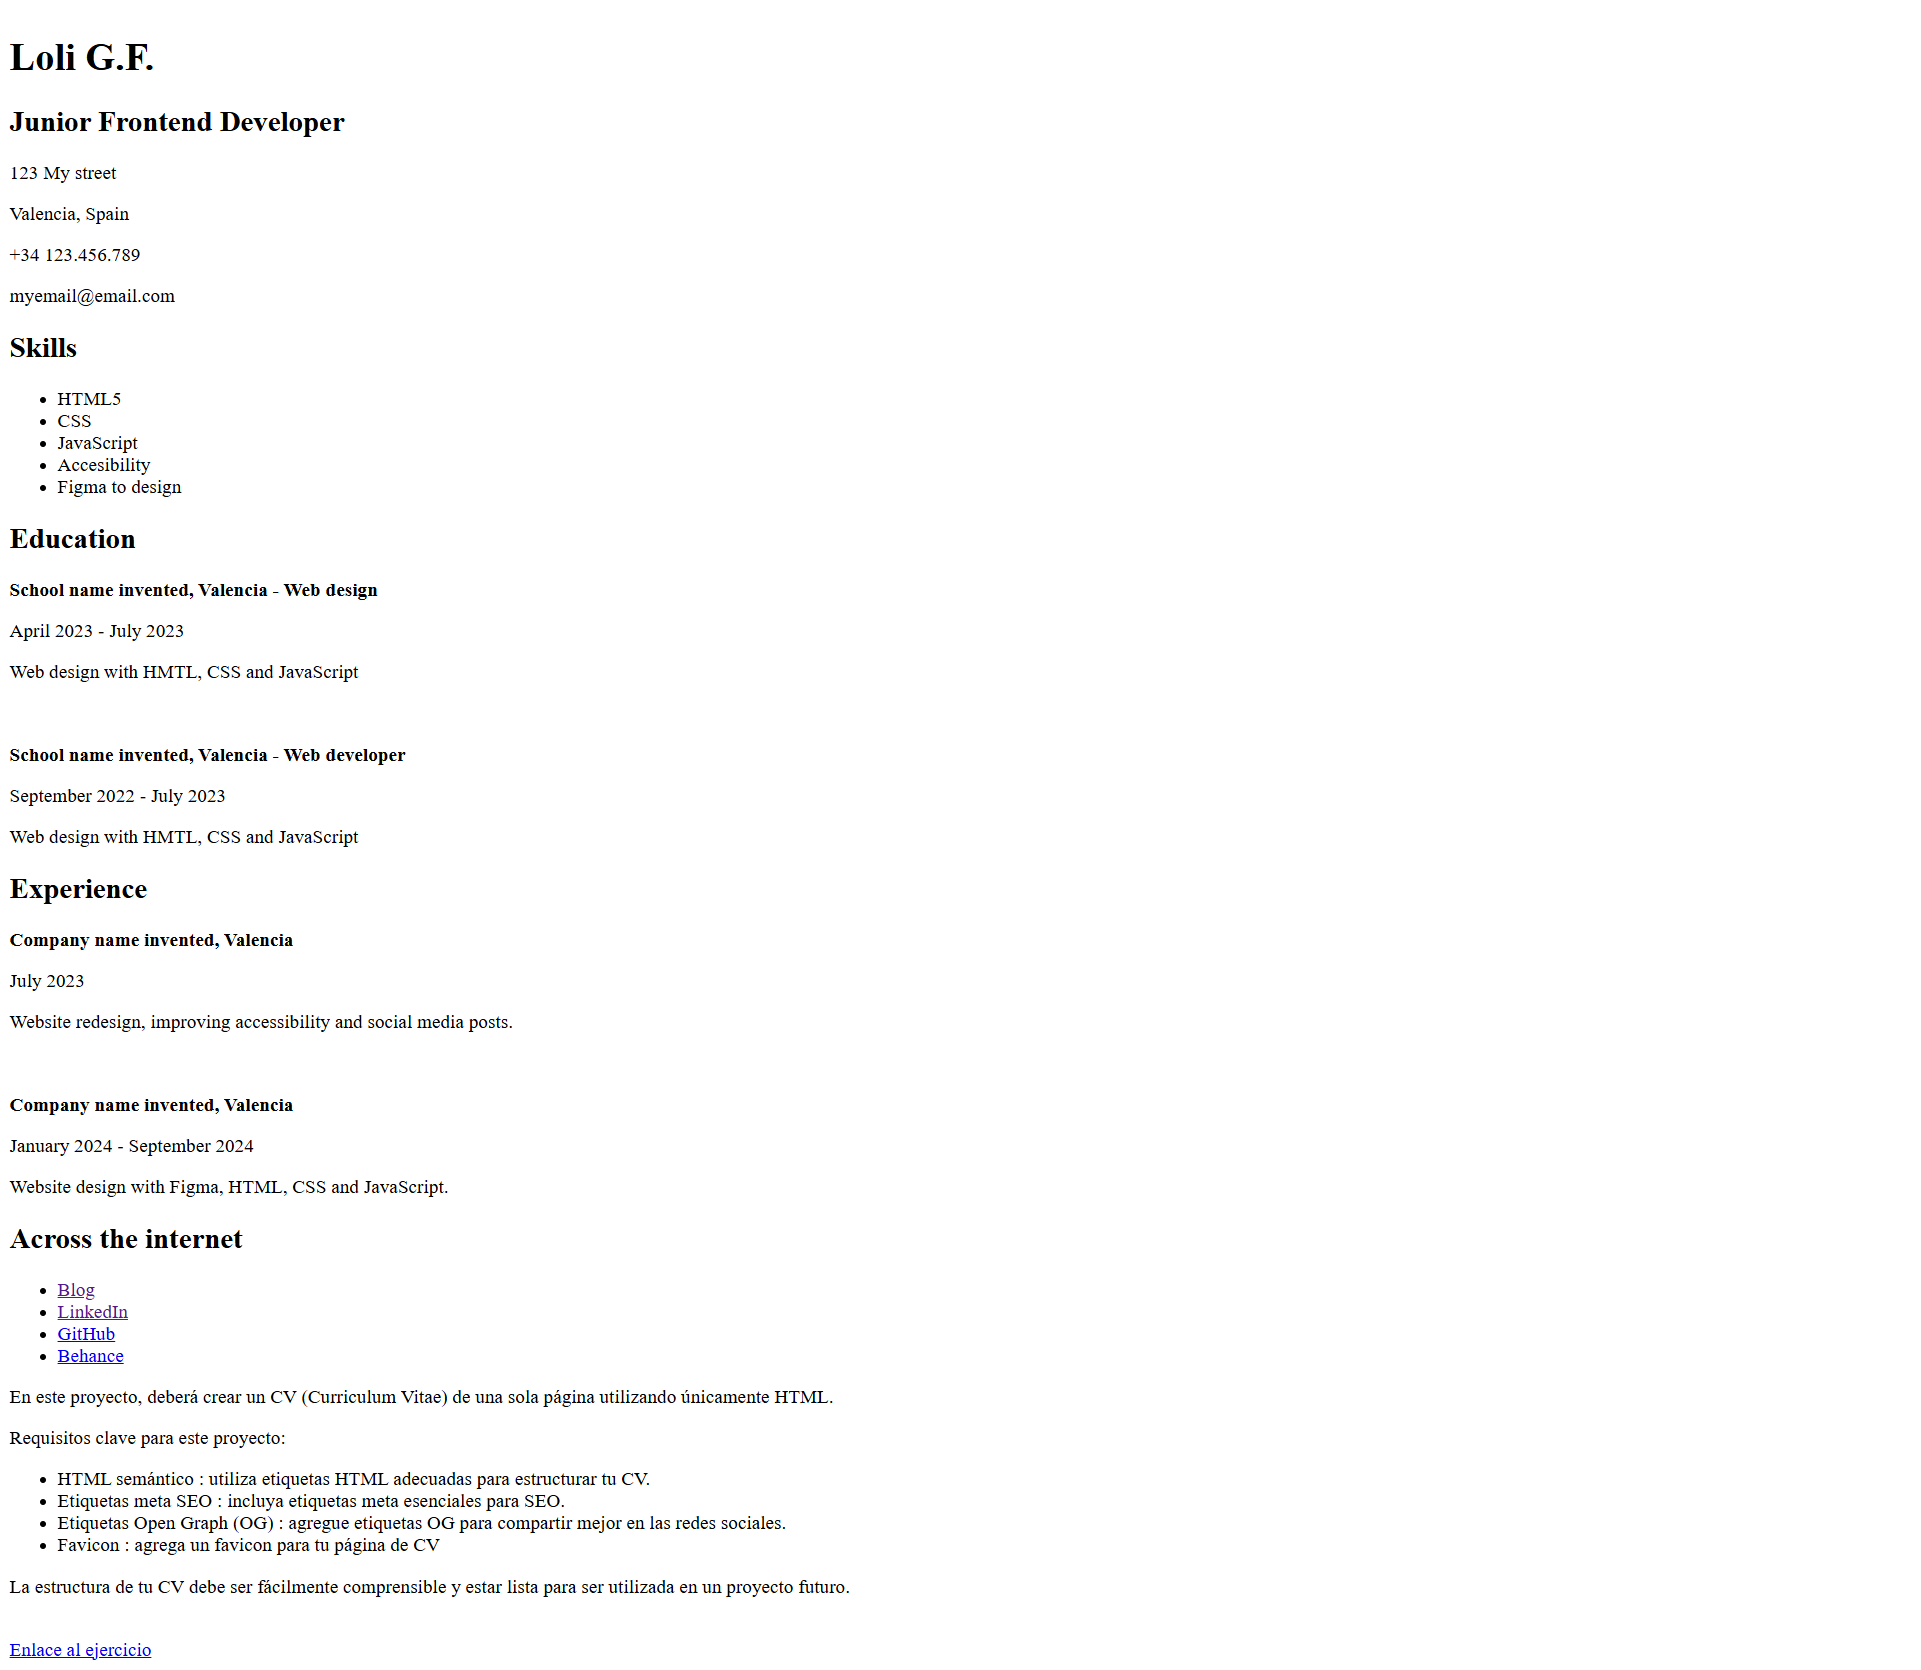 Loli G.F.
Junior Frontend Developer
123 My street
Valencia, Spain
+34 123.456.789
myemail@email.com
Skills
HTML5
CSS
JavaScript
Accesibility
Figma to design
Education
School name invented, Valencia - Web design
April 2023 - July 2023
Web design with HMTL, CSS and JavaScript
School name invented, Valencia - Web developer
September 2022 - July 2023
Web design with HMTL, CSS and JavaScript
Experience
Company name invented, Valencia
July 2023
Website redesign, improving accessibility and social media posts.
Company name invented, Valencia
January 2024 - September 2024
Website design with Figma, HTML, CSS and JavaScript.
Across the internet
Blog
LinkedIn
GitHub
Behance
En este proyecto, deberá crear un CV (Curriculum Vitae) de una sola página utilizando únicamente HTML.
Requisitos clave para este proyecto:
HTML semántico : utiliza etiquetas HTML adecuadas para estructurar tu CV.
Etiquetas meta SEO : incluya etiquetas meta esenciales para SEO.
Etiquetas Open Graph (OG) : agregue etiquetas OG para compartir mejor en las redes sociales.
Favicon : agrega un favicon para tu página de CV
La estructura de tu CV debe ser fácilmente comprensible y estar lista para ser utilizada en un proyecto futuro.
Enlace al ejercicio